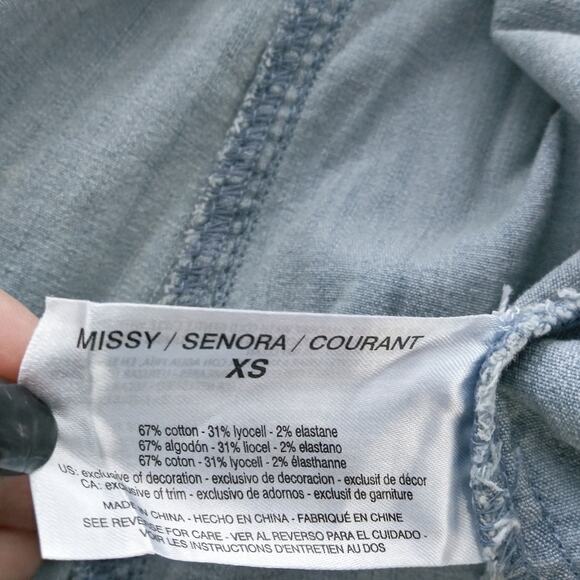 MISSY / SENORA / COURANT
XS
67% cotton - 31% lyocell - 2% elastane
67% algodón - 31% liocel - 2% elastano
67% coton - 31% lyocell - 2% élasthanne
US: exclusive of decoration - exclusivo de decoracion - exclusif de décor
CA: exclusive of trim - exclusivo de adornos - exclusif de garniture
MADE IN CHINA - HECHO EN CHINA - FABRIQUÉ EN CHINE
SEE REVERSE FOR CARE - VER AL REVERSO PARA EL CUIDADO -
VOIR LES INSTRUCTIONS D'ENTRETIEN AU DOS